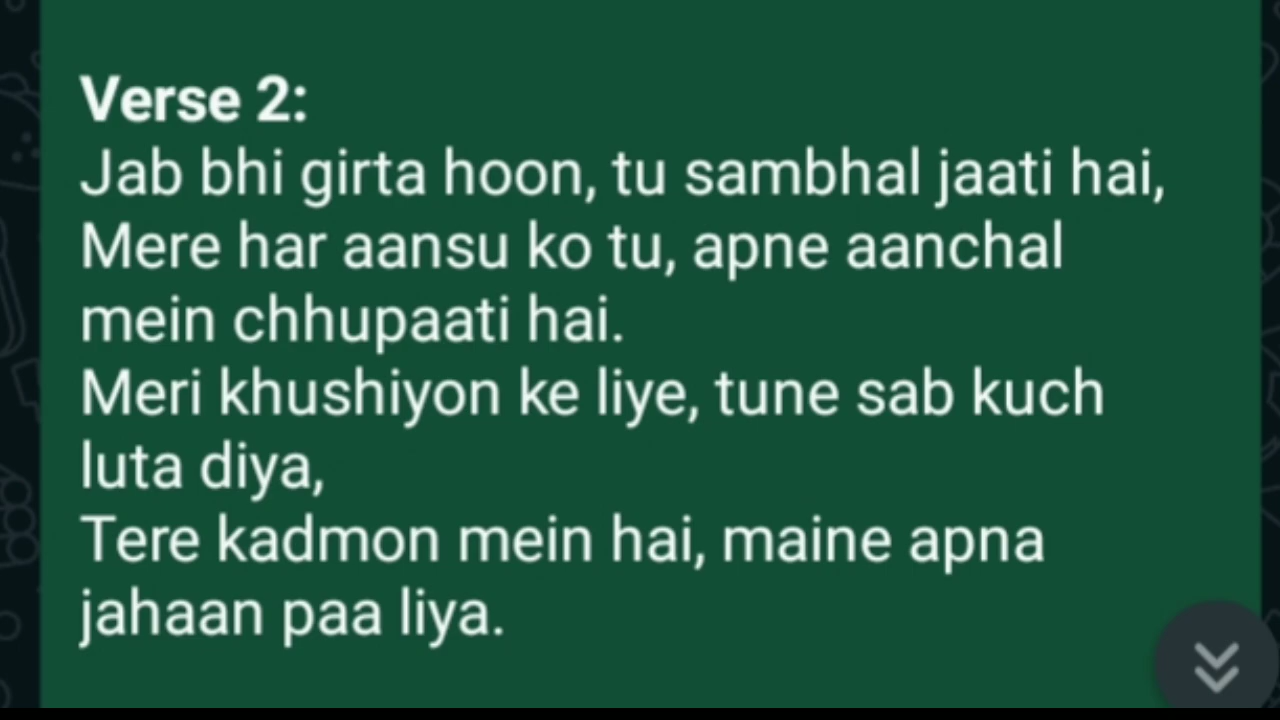 Verse 2:
Jab bhi girta hoon, tu sambhal jaati hai,
Mere har aansu ko tu, apne aanchal
mein chhupaati hai.
Meri khushiyon ke liye, tune sab kuch
luta diya,
Tere kadmon mein hai, maine apna
jahaan paa liya.